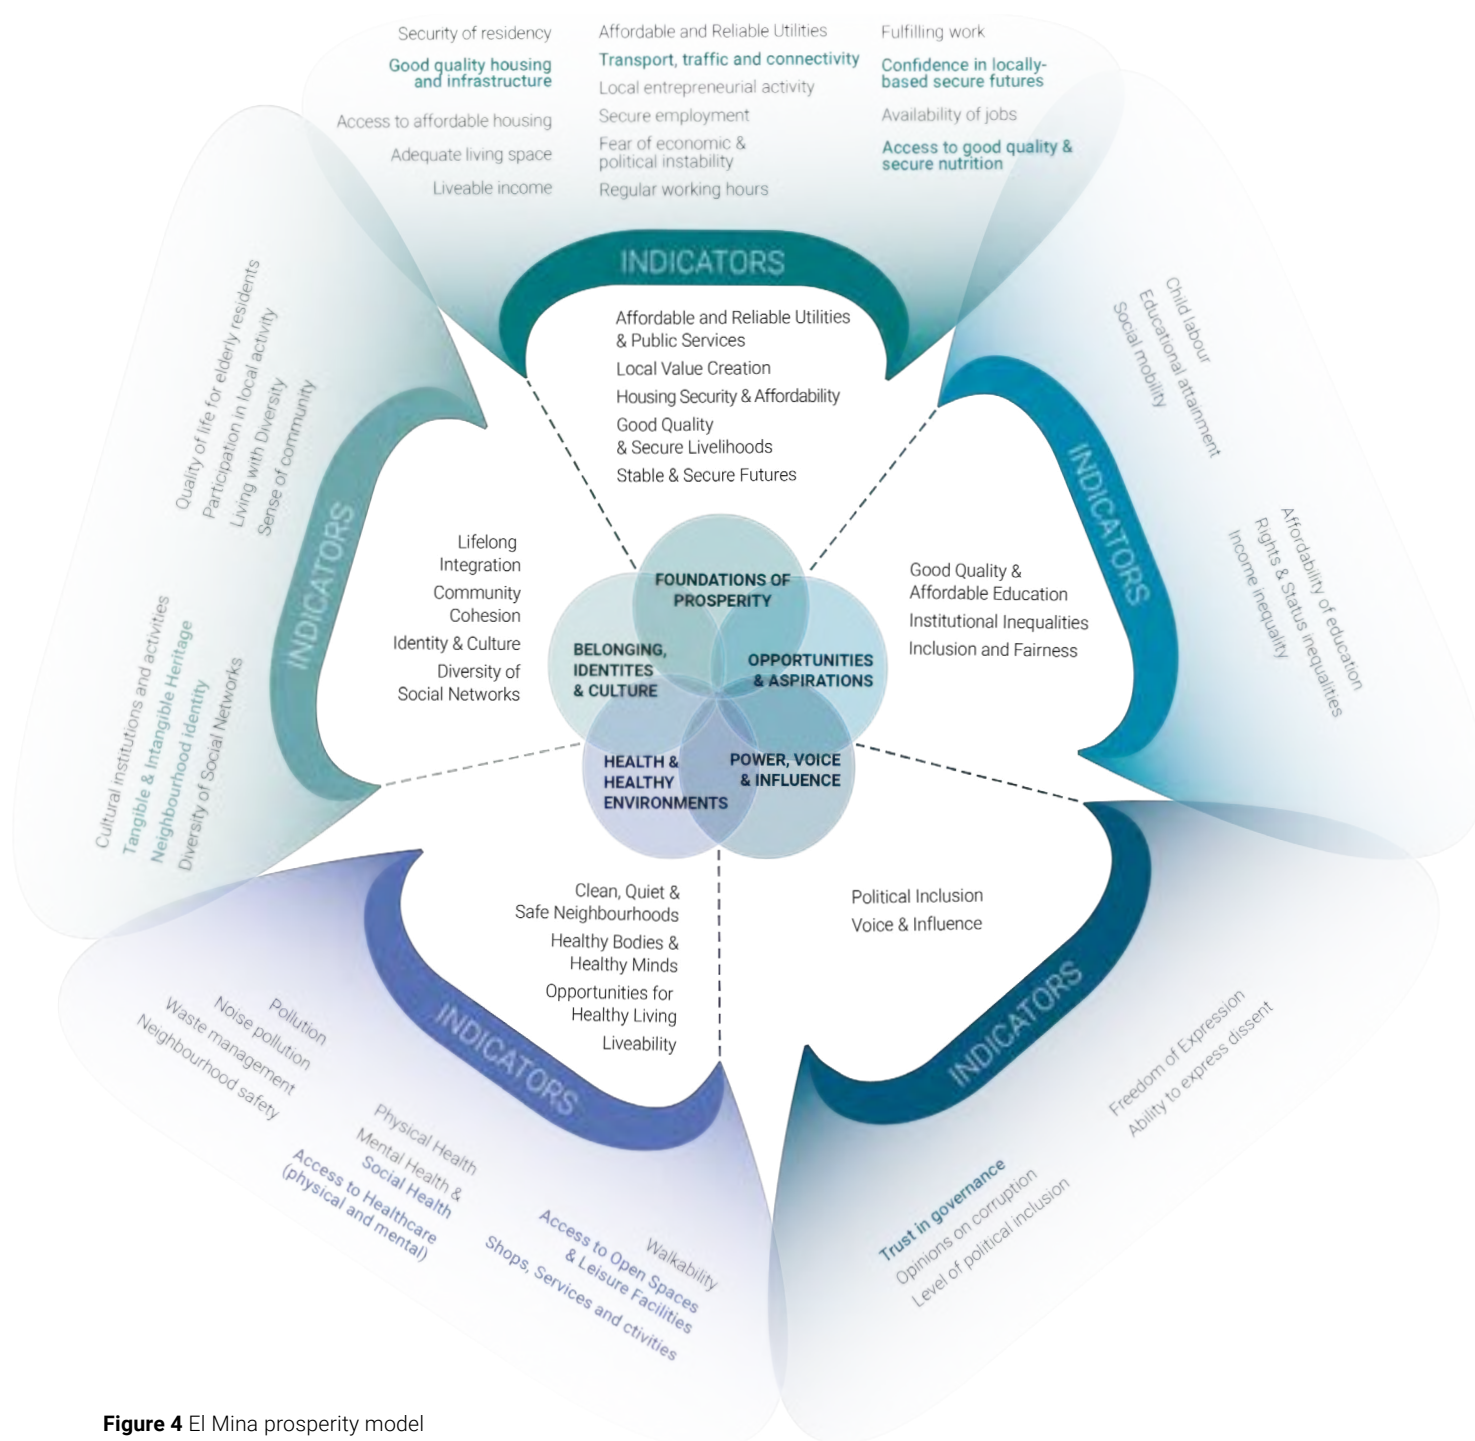 Security of residency
Good quality housing
and infrastructure
Access to affordable housing
Adequate living space
Liveable income
Affordable and Reliable Utilities
Transport, traffic and connectivity
Local entrepreneurial activity
Secure employment
Fear of economic &
political instability
Regular working hours
Fulfilling work
Confidence in locally-
based secure futures
Availability of jobs
Access to good quality &
secure nutrition
INDICATORS
Affordable and Reliable Utilities
& Public Services
Local Value Creation
Housing Security & Affordability
Good Quality
& Secure Livelihoods
Stable & Secure Futures
Child labour
Educational attainment
Social mobility
Affordability of education
Rights & Status inequalities
Income inequality
INDICATORS
Good Quality &
Affordable Education
Institutional Inequalities
Inclusion and Fairness
Quality of life for elderly residents
Participation in local activity
Living with Diversity
Sense of community
Cultural institutions and activities
Tangible & Intangible Heritage
Neighbourhood identity
Diversity of Social Networks
INDICATORS
Lifelong
Integration
Community
Cohesion
Identity & Culture
Diversity of
Social Networks
FOUNDATIONS OF
PROSPERITY
BELONGING,
IDENTITES
& CULTURE
OPPORTUNITIES
& ASPIRATIONS
HEALTH &
HEALTHY
ENVIRONMENTS
POWER, VOICE
& INFLUENCE
Clean, Quiet &
Safe Neighbourhoods
Healthy Bodies &
Healthy Minds
Opportunities for
Healthy Living
Liveability
INDICATORS
Pollution
Noise pollution
Waste management
Neighbourhood safety
Physical Health
Mental Health &
Social Health
Access to Healthcare
(physical and mental)
Walkability
Access to Open Spaces
& Leisure Facilities
Shops, Services and ctivities
Political Inclusion
Voice & Influence
INDICATORS
Freedom of Expression
Ability to express dissent
Trust in governance
Opinions on corruption
Level of political inclusion
Figure 4 El Mina prosperity model